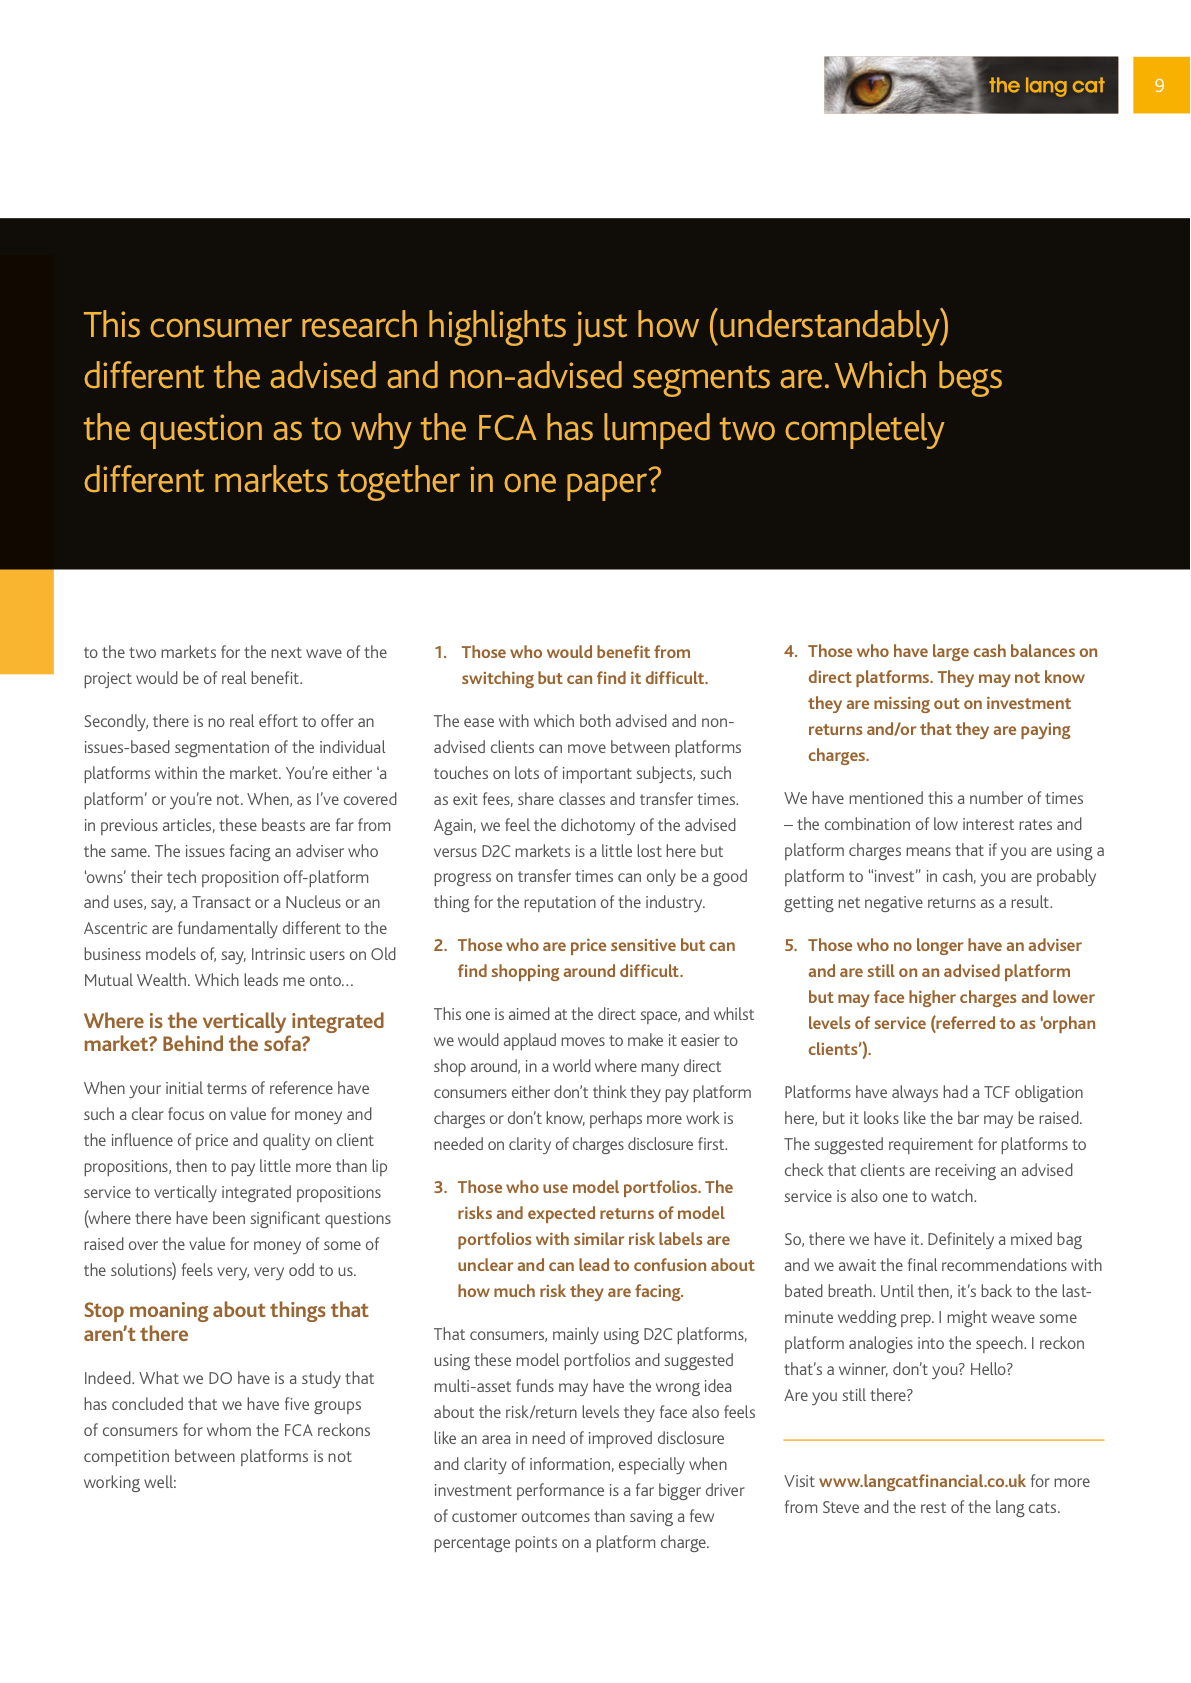 the lang cat
9
This consumer research highlights just how (understandably)
different the advised and non-advised segments are. Which begs
the question as to why the FCA has lumped two completely
different markets together in one paper?
to the two markets for the next wave of the
project would be of real benefit.
Secondly, there is no real effort to offer an
issues-based segmentation of the individual
platforms within the market. You’re either ‘a
platform’ or you’re not. When, as I’ve covered
in previous articles, these beasts are far from
the same. The issues facing an adviser who
‘owns’ their tech proposition off-platform
and uses, say, a Transact or a Nucleus or an
Ascentric are fundamentally different to the
business models of, say, Intrinsic users on Old
Mutual Wealth. Which leads me onto…
Where is the vertically integrated
market? Behind the sofa?
When your initial terms of reference have
such a clear focus on value for money and
the influence of price and quality on client
propositions, then to pay little more than lip
service to vertically integrated propositions
(where there have been significant questions
raised over the value for money of some of
the solutions) feels very, very odd to us.
Stop moaning about things that
aren’t there
Indeed. What we DO have is a study that
has concluded that we have five groups
of consumers for whom the FCA reckons
competition between platforms is not
working well:
1. Those who would benefit from
switching but can find it difficult.
The ease with which both advised and non-
advised clients can move between platforms
touches on lots of important subjects, such
as exit fees, share classes and transfer times.
Again, we feel the dichotomy of the advised
versus D2C markets is a little lost here but
progress on transfer times can only be a good
thing for the reputation of the industry.
2. Those who are price sensitive but can
find shopping around difficult.
This one is aimed at the direct space, and whilst
we would applaud moves to make it easier to
shop around, in a world where many direct
consumers either don’t think they pay platform
charges or don’t know, perhaps more work is
needed on clarity of charges disclosure first.
3. Those who use model portfolios. The
risks and expected returns of model
portfolios with similar risk labels are
unclear and can lead to confusion about
how much risk they are facing.
That consumers, mainly using D2C platforms,
using these model portfolios and suggested
multi-asset funds may have the wrong idea
about the risk/return levels they face also feels
like an area in need of improved disclosure
and clarity of information, especially when
investment performance is a far bigger driver
of customer outcomes than saving a few
percentage points on a platform charge.
4. Those who have large cash balances on
direct platforms. They may not know
they are missing out on investment
returns and/or that they are paying
charges.
We have mentioned this a number of times
– the combination of low interest rates and
platform charges means that if you are using a
platform to “invest” in cash, you are probably
getting net negative returns as a result.
5. Those who no longer have an adviser
and are still on an advised platform
but may face higher charges and lower
levels of service (referred to as ‘orphan
clients’).
Platforms have always had a TCF obligation
here, but it looks like the bar may be raised.
The suggested requirement for platforms to
check that clients are receiving an advised
service is also one to watch.
So, there we have it. Definitely a mixed bag
and we await the final recommendations with
bated breath. Until then, it’s back to the last-
minute wedding prep. I might weave some
platform analogies into the speech. I reckon
that’s a winner, don’t you? Hello?
Are you still there?
Visit www.langcatfinancial.co.uk for more
from Steve and the rest of the lang cats.